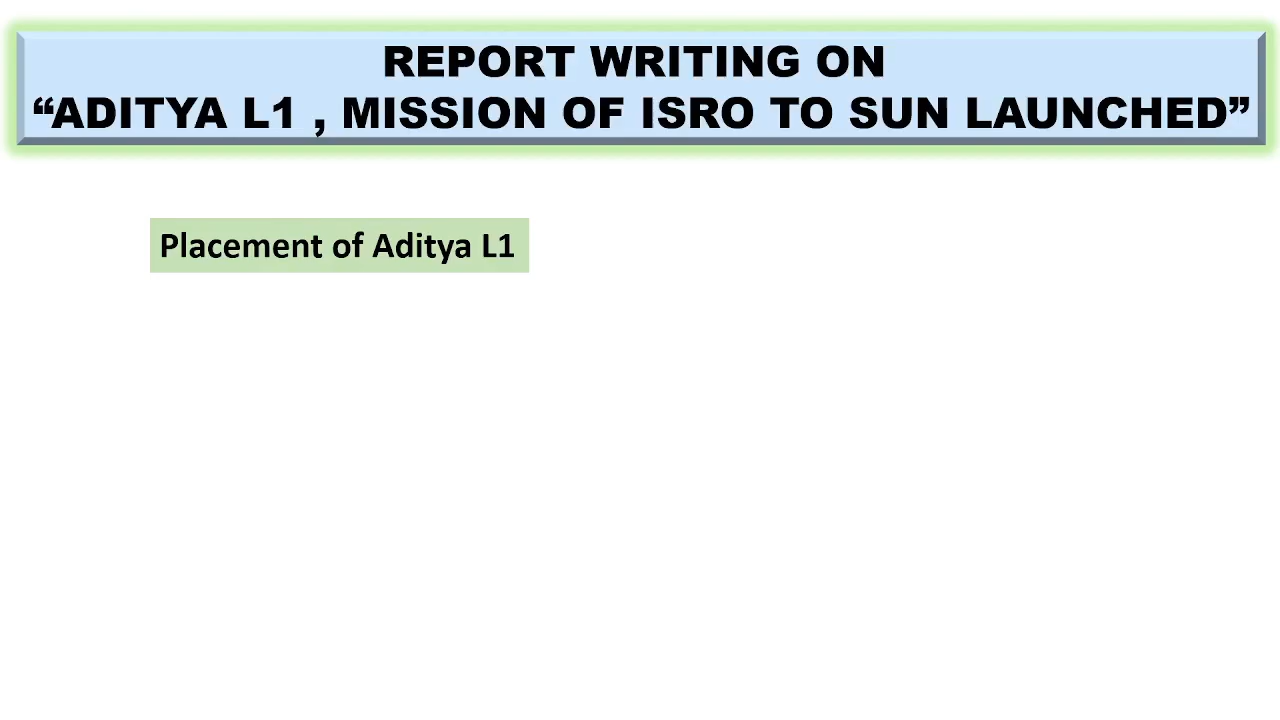 REPORT WRITING ON
“ADITYA L1 , MISSION OF ISRO TO SUN LAUNCHED”
Placement of Aditya L1